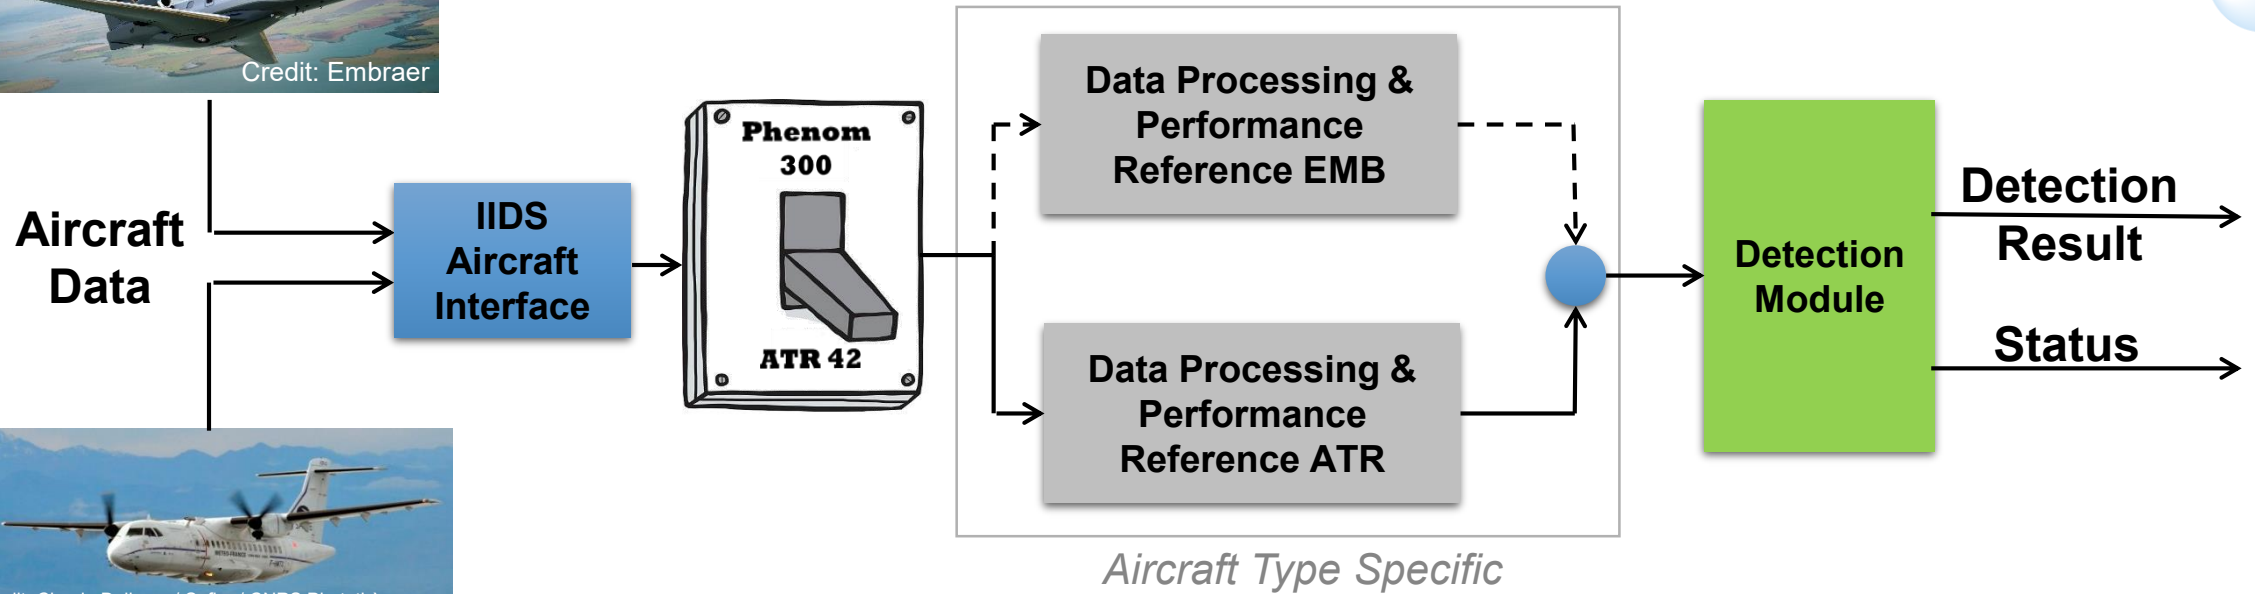 Credit: Embraer
Aircraft
Data
IIDS
Aircraft
Interface
Phenom
300
ATR 42
Data Processing &
Performance
Reference EMB
Data Processing &
Performance
Reference ATR
Aircraft Type Specific
Detection
Module
Detection
Result
Status